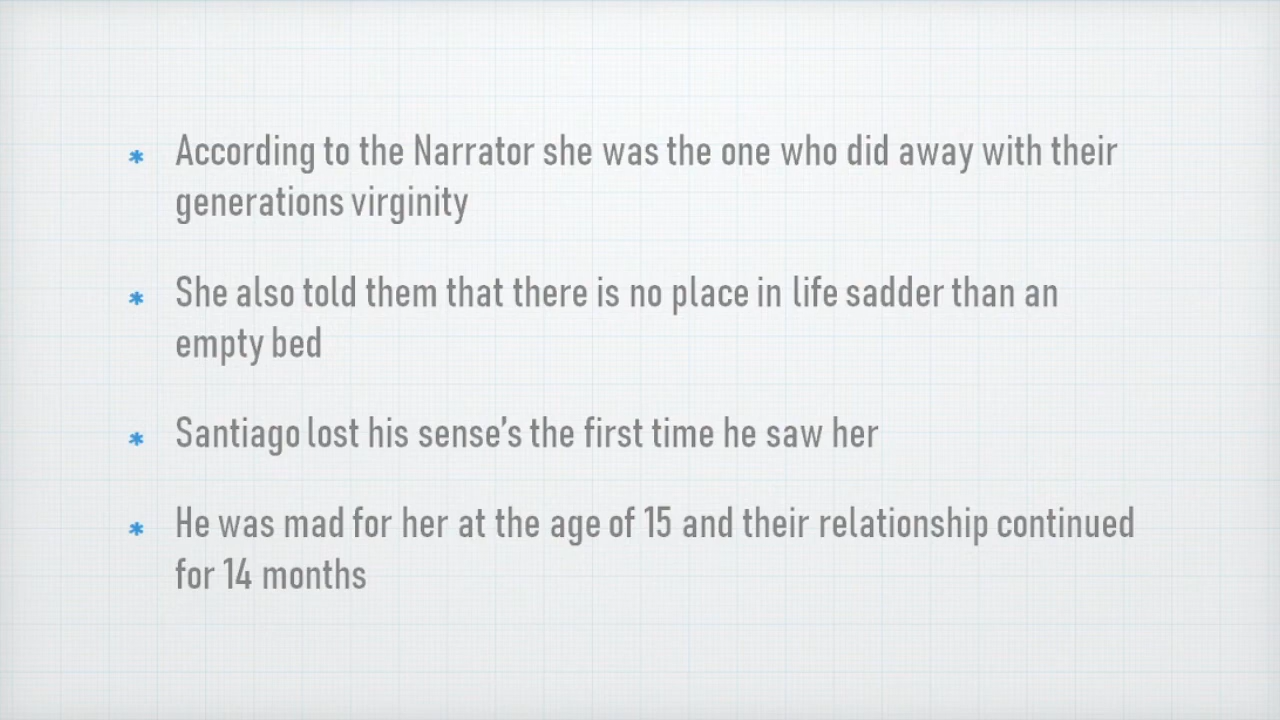 * According to the Narrator she was the one who did away with their
generations virginity
* She also told them that there is no place in life sadder than an
empty bed
* Santiago lost his sense’s the first time he saw her
* He was mad for her at the age of 15 and their relationship continued
for 14 months